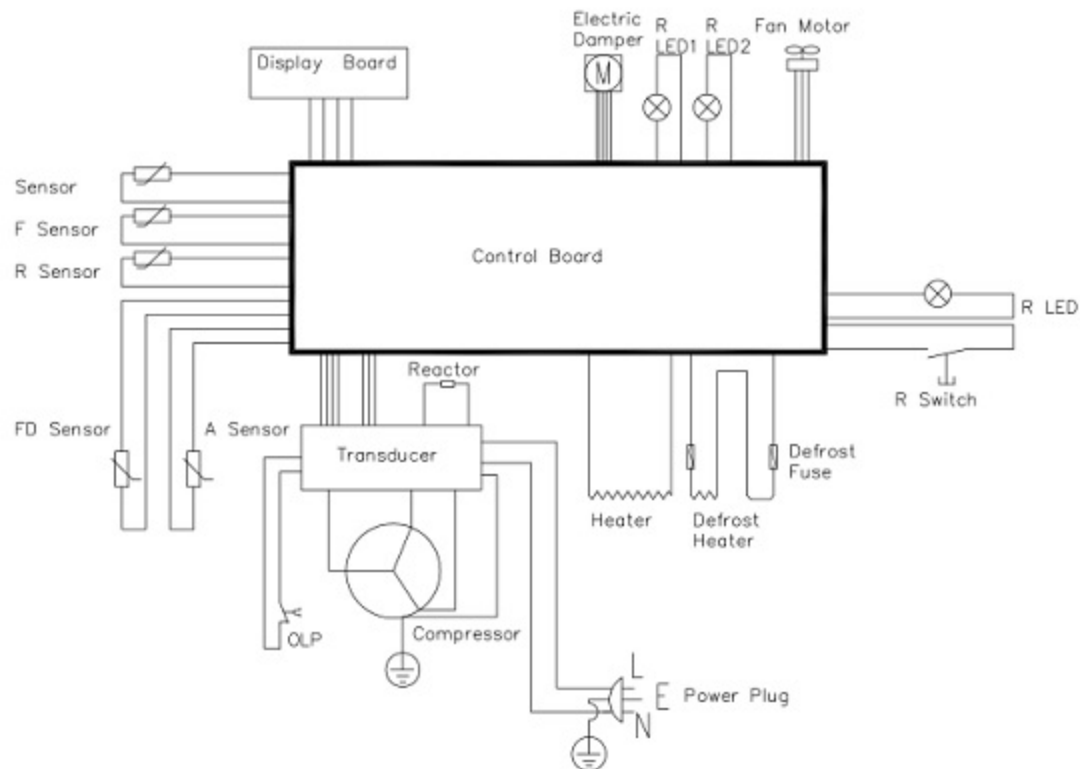 Electric
Damper
R
LED1
R
LED2
Fan Motor
Display Board
M
Sensor
F Sensor
R Sensor
Control Board
R LED
R Switch
Reactor
FD Sensor
A Sensor
Transducer
Defrost
Fuse
Heater
Defrost
Heater
OLP
Compressor
L
E
Power Plug
N